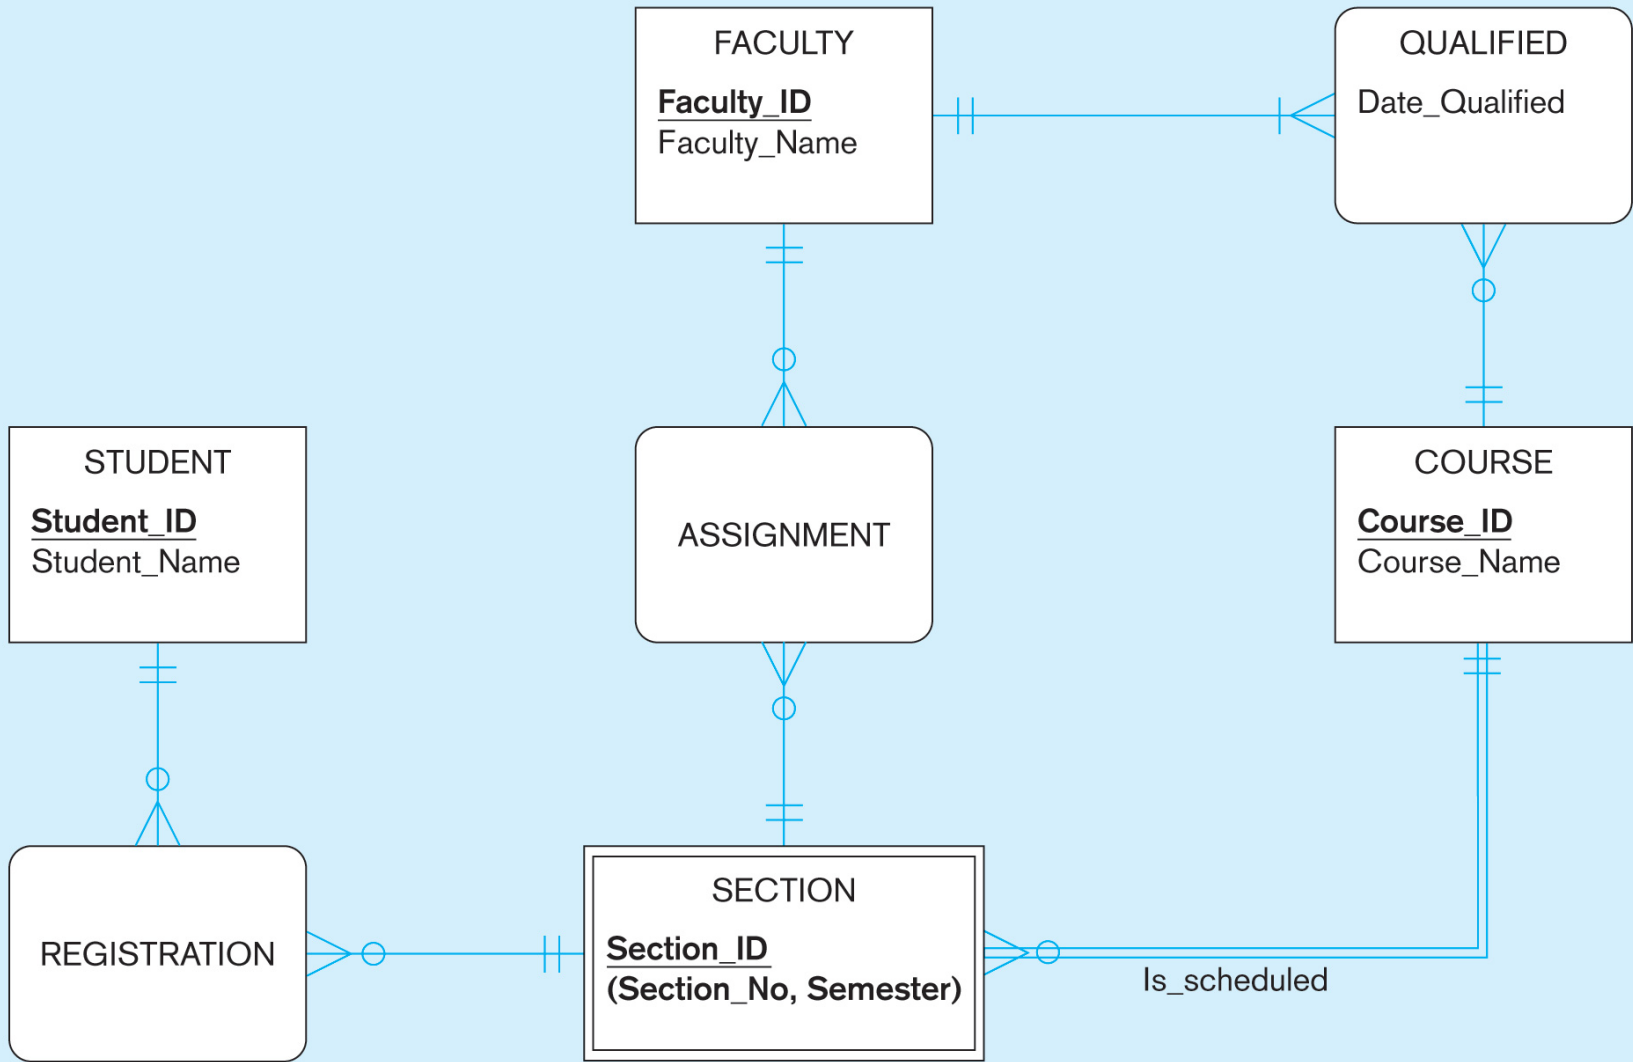 FACULTY
Faculty_ID
Faculty_Name
QUALIFIED
Date_Qualified
STUDENT
Student_ID
Student_Name
ASSIGNMENT
COURSE
Course_ID
Course_Name
REGISTRATION
SECTION
Section_ID
(Section_No, Semester)
Is_scheduled